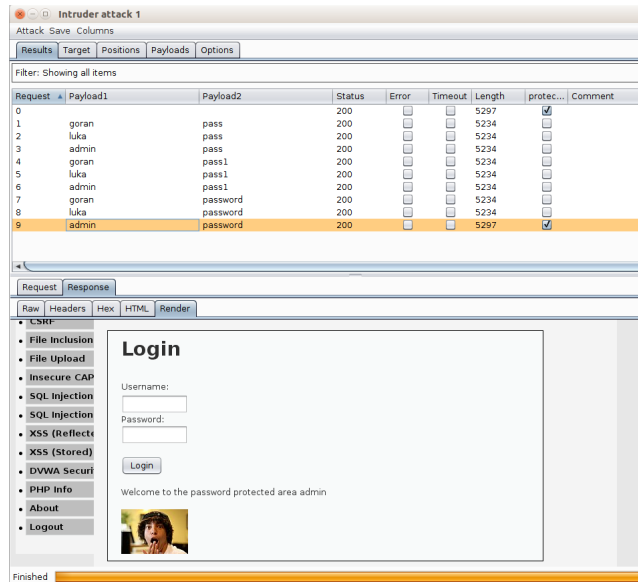 Intruder attack 1
Attack Save Columns
Results Target Positions Payloads Options
Filter: Showing all items
Request Payload1 Payload2 Status Error Timeout Length protec... Comment
0 200 5297
1 goran pass 200 5234
2 luka pass 200 5234
3 admin pass 200 5234
4 goran pass1 200 5234
5 luka pass1 200 5234
6 admin pass1 200 5234
7 goran password 200 5234
8 luka password 200 5234
9 admin password 200 5297
Request Response
Raw Headers Hex HTML Render
CSRF
File Inclusion
File Upload
Insecure CAP
SQL Injection
SQL Injection
XSS (Reflecte
XSS (Stored)
DVWA Securi
PHP Info
About
Logout
Login
Username:
Password:
Login
Welcome to the password protected area admin
Finished